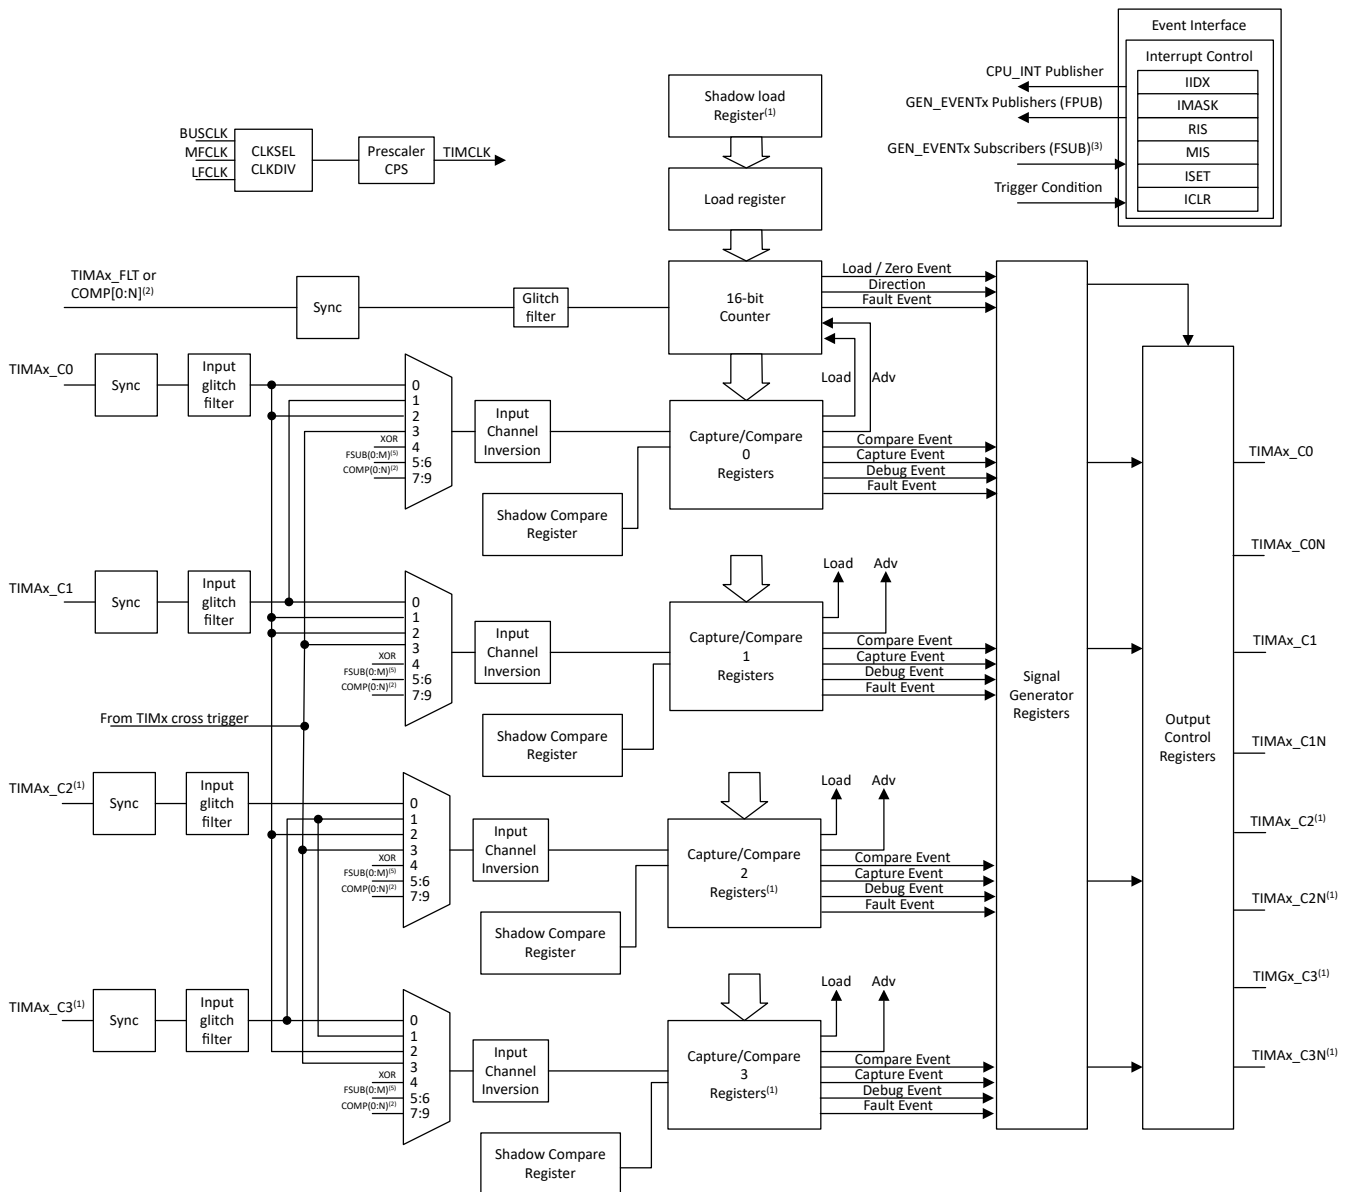 Event Interface
Interrupt Control
IIDX
IMASK
RIS
MIS
ISET
ICLR
CPU_INT Publisher
GEN_EVENTx Publishers (FPUB)
GEN_EVENTx Subscribers (FSUB)(3)
Trigger Condition
BUSCLK
MFCLK
LFCLK
CLKSEL
CLKDIV
Prescaler
CPS
TIMCLK
Shadow load
Register(1)
Load register
TIMAx_FLT or
COMP[0:N](2)
Sync
Glitch
filter
16-bit
Counter
Load / Zero Event
Direction
Fault Event
Load
Adv
TIMAx_C0
Sync
Input
glitch
filter
0
1
2
3
XOR
4
FSUB(0:M)(5)
5:6
COMP(0:N)(2)
7:9
Input
Channel
Inversion
Capture/Compare
0
Registers
Shadow Compare
Register
Compare Event
Capture Event
Debug Event
Fault Event
TIMAx_C1
Sync
Input
glitch
filter
0
1
2
3
XOR
4
FSUB(0:M)(5)
5:6
COMP(0:N)(2)
7:9
Input
Channel
Inversion
Capture/Compare
1
Registers
Shadow Compare
Register
Load
Adv
Compare Event
Capture Event
Debug Event
Fault Event
From TIMx cross trigger
TIMAx_C2(1)
Sync
Input
glitch
filter
0
1
2
3
XOR
4
FSUB(0:M)(5)
5:6
COMP(0:N)(2)
7:9
Input
Channel
Inversion
Capture/Compare
2
Registers(1)
Shadow Compare
Register
Load
Adv
Compare Event
Capture Event
Debug Event
Fault Event
TIMAx_C3(1)
Sync
Input
glitch
filter
0
1
2
3
XOR
4
FSUB(0:M)(5)
5:6
COMP(0:N)(2)
7:9
Input
Channel
Inversion
Capture/Compare
3
Registers(1)
Shadow Compare
Register
Load
Adv
Compare Event
Capture Event
Debug Event
Fault Event
Signal
Generator
Registers
Output
Control
Registers
TIMAx_C0
TIMAx_C0N
TIMAx_C1
TIMAx_C1N
TIMAx_C2(1)
TIMAx_C2N(1)
TIMGx_C3(1)
TIMAx_C3N(1)